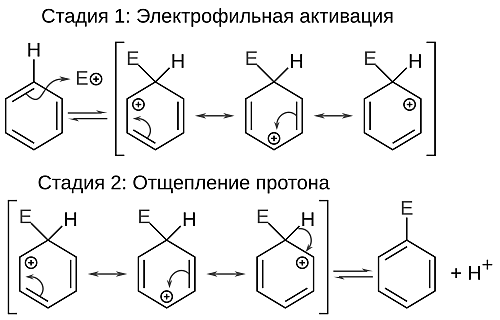 Стадия 1: Электрофильная активация
H
E⊕
E H E H E H
⊕ ⊕ ⊕
Стадия 2: Отщепление протона
E H E H E H E
⊕ ⊕ ⊕
+ H⁺